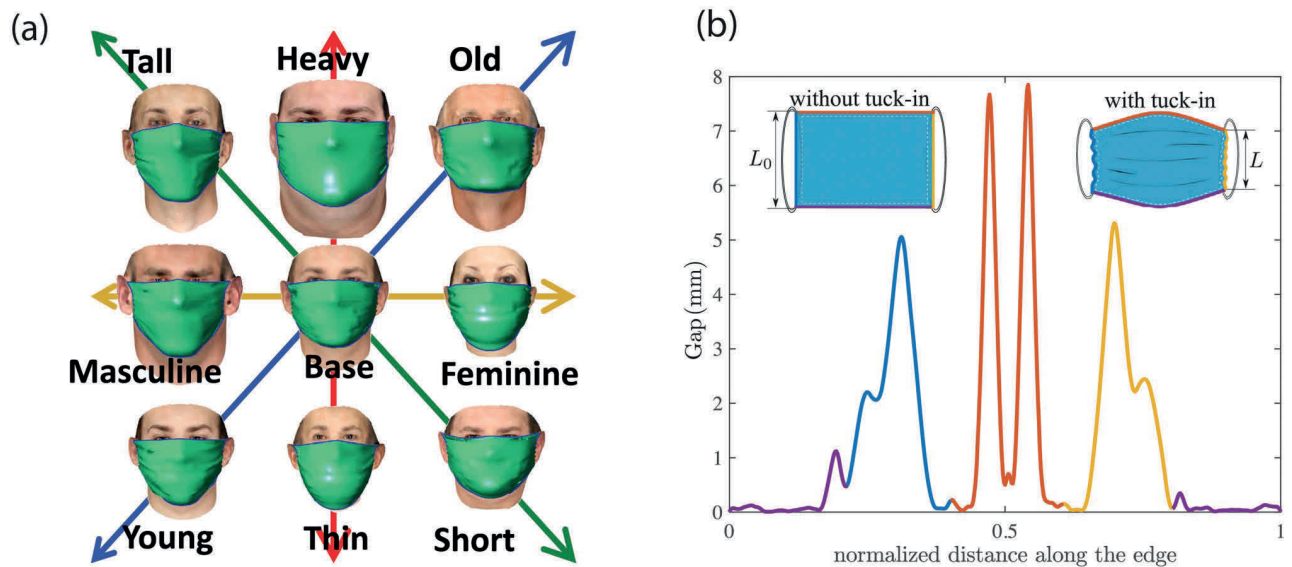 (a)
Tall Heavy Old
Masculine Base Feminine
Young Thin Short
(b)
8
7
6
5
4
3
2
1
0
Gap (mm)
without tuck-in
L₀
with tuck-in
L
0 0.5 1
normalized distance along the edge